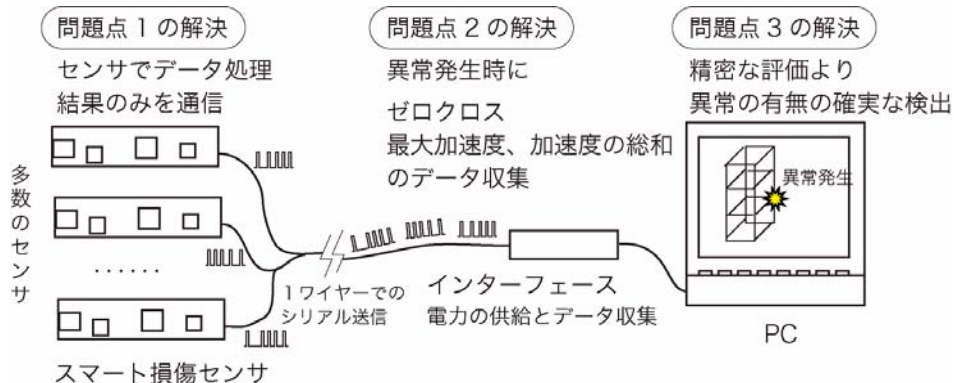 問題点1の解決
センサでデータ処理
結果のみを通信
問題点2の解決
異常発生時に
ゼロクロス
最大加速度、加速度の総和
のデータ収集
問題点3の解決
精密な評価より
異常の有無の確実な検出
多数のセンサ
・・・・・・
異常発生
1ワイヤーでの
シリアル送信
インターフェース
電力の供給とデータ収集
PC
スマート損傷センサ